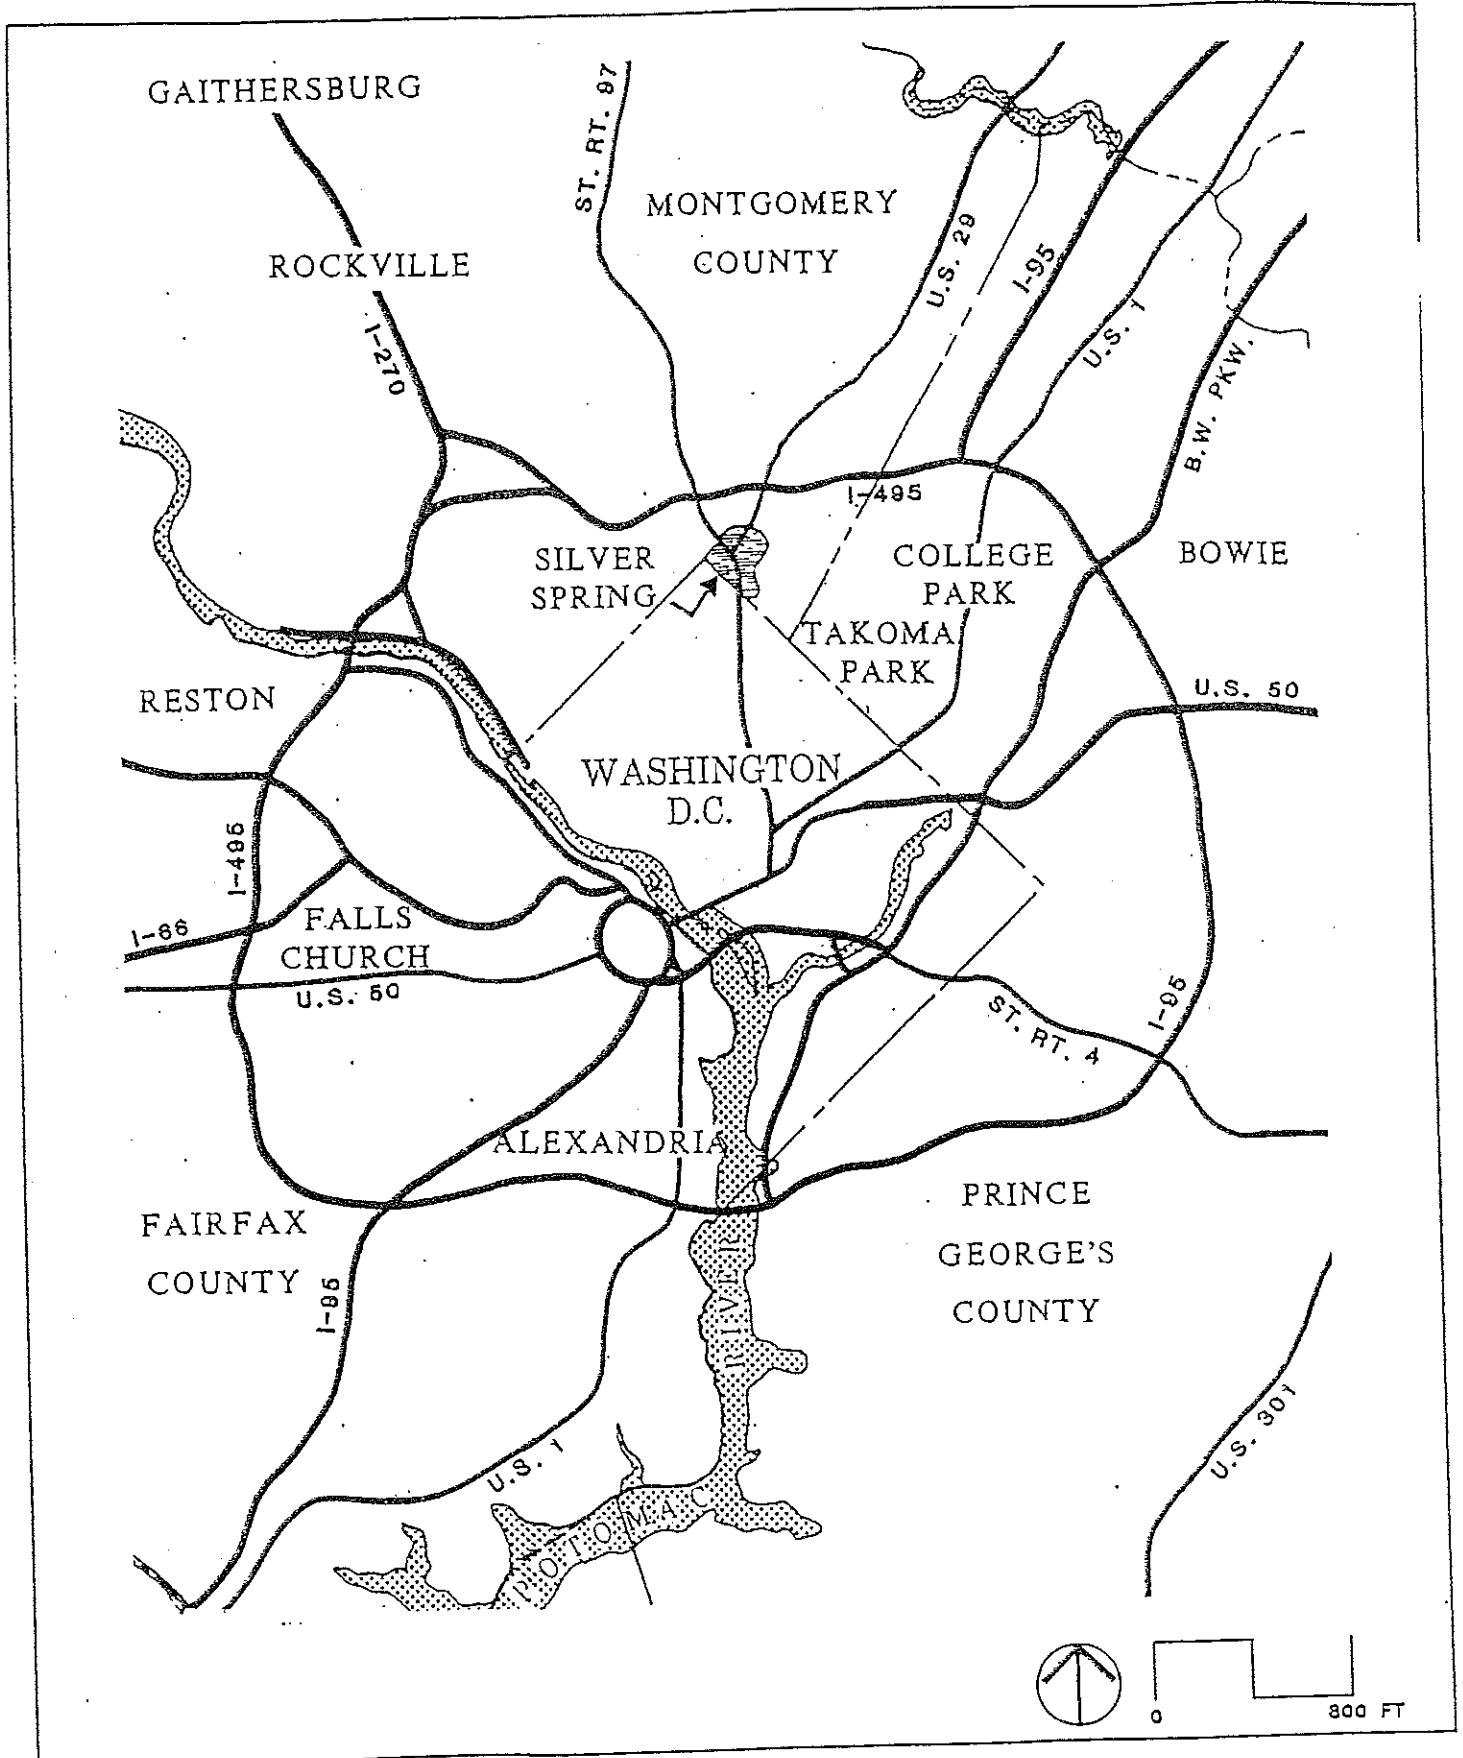 GAITHERSBURG
ST. RT. 97
MONTGOMERY
COUNTY
ROCKVILLE
U.S. 29
I-95
U.S. 1
I-270
B.W. PKW.
I-495
SILVER
SPRING
COLLEGE
PARK
BOWIE
TAKOMA
PARK
RESTON
U.S. 50
WASHINGTON
D.C.
I-495
I-66
FALLS
CHURCH
U.S. 50
ST. RT. 4
I-95
ALEXANDRIA
FAIRFAX
COUNTY
PRINCE
GEORGE'S
COUNTY
I-95
U.S. 1
U.S. 301
POTOMAC
RIVER
0
800 FT